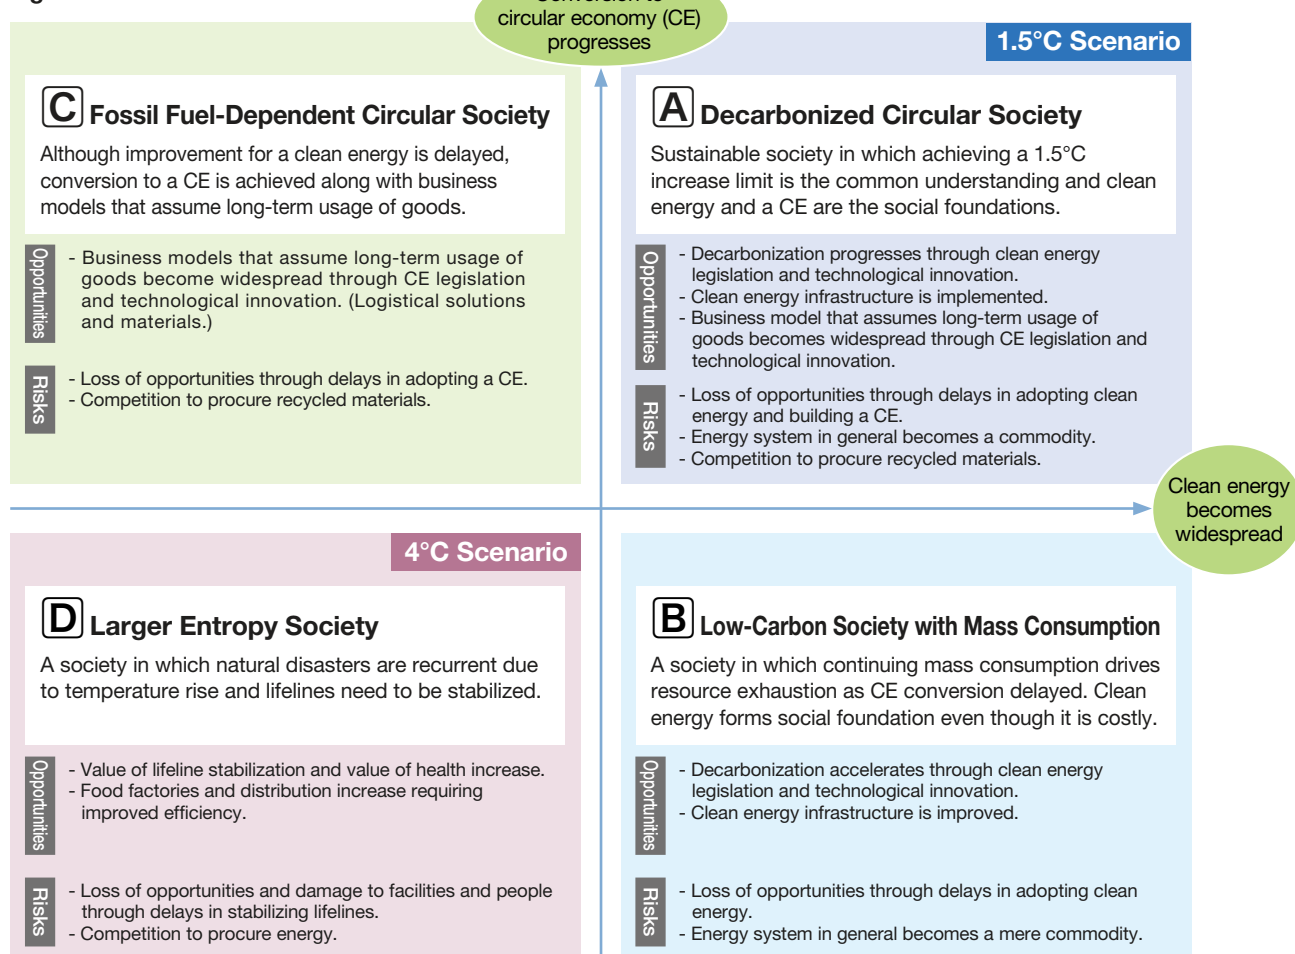 circular economy (CE)
progresses
1.5°C Scenario
C Fossil Fuel-Dependent Circular Society
Although improvement for a clean energy is delayed,
conversion to a CE is achieved along with business
models that assume long-term usage of goods.
Opportunities
- Business models that assume long-term usage of
goods become widespread through CE legislation
and technological innovation. (Logistical solutions
and materials.)
Risks
- Loss of opportunities through delays in adopting a CE.
- Competition to procure recycled materials.
A Decarbonized Circular Society
Sustainable society in which achieving a 1.5°C
increase limit is the common understanding and clean
energy and a CE are the social foundations.
Opportunities
- Decarbonization progresses through clean energy
legislation and technological innovation.
- Clean energy infrastructure is implemented.
- Business model that assumes long-term usage of
goods becomes widespread through CE legislation and
technological innovation.
Risks
- Loss of opportunities through delays in adopting clean
energy and building a CE.
- Energy system in general becomes a commodity.
- Competition to procure recycled materials.
Clean energy
becomes
widespread
4°C Scenario
D Larger Entropy Society
A society in which natural disasters are recurrent due
to temperature rise and lifelines need to be stabilized.
Opportunities
- Value of lifeline stabilization and value of health increase.
- Food factories and distribution increase requiring
improved efficiency.
Risks
- Loss of opportunities and damage to facilities and people
through delays in stabilizing lifelines.
- Competition to procure energy.
B Low-Carbon Society with Mass Consumption
A society in which continuing mass consumption drives
resource exhaustion as CE conversion delayed. Clean
energy forms social foundation even though it is costly.
Opportunities
- Decarbonization accelerates through clean energy
legislation and technological innovation.
- Clean energy infrastructure is improved.
Risks
- Loss of opportunities through delays in adopting clean
energy.
- Energy system in general becomes a mere commodity.